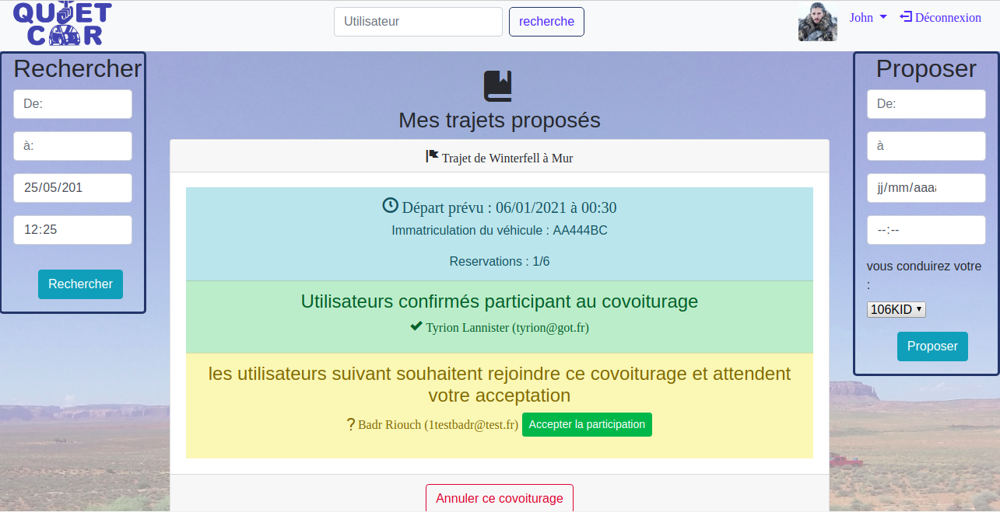 QUIET
CAR
Utilisateur
recherche
John
Déconnexion
Rechercher
De:
à:
25/05/201
12:25
Rechercher
Mes trajets proposés
Trajet de Winterfell à Mur
Départ prévu : 06/01/2021 à 00:30
Immatriculation du véhicule : AA444BC
Reservations : 1/6
Utilisateurs confirmés participant au covoiturage
Tyrion Lannister (tyrion@got.fr)
les utilisateurs suivant souhaitent rejoindre ce covoiturage et attendent
votre acceptation
? Badr Riouch (1testbadr@test.fr) Accepter la participation
Annuler ce covoiturage
Proposer
De:
à
jj/mm/aaaa
--:--
vous conduirez votre
:
106KID
Proposer